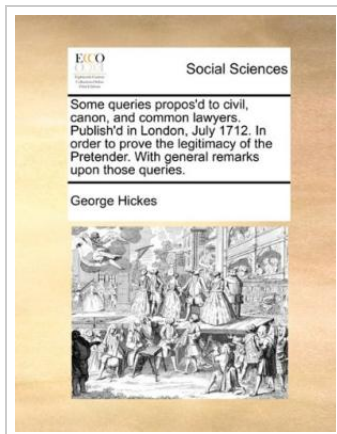 ECCO
Social Sciences
Some queries propos'd to civil,
canon, and common lawyers.
Publish'd in London, July 1712. In
order to prove the legitimacy of the
Pretender. With general remarks
upon those queries.
George Hickes